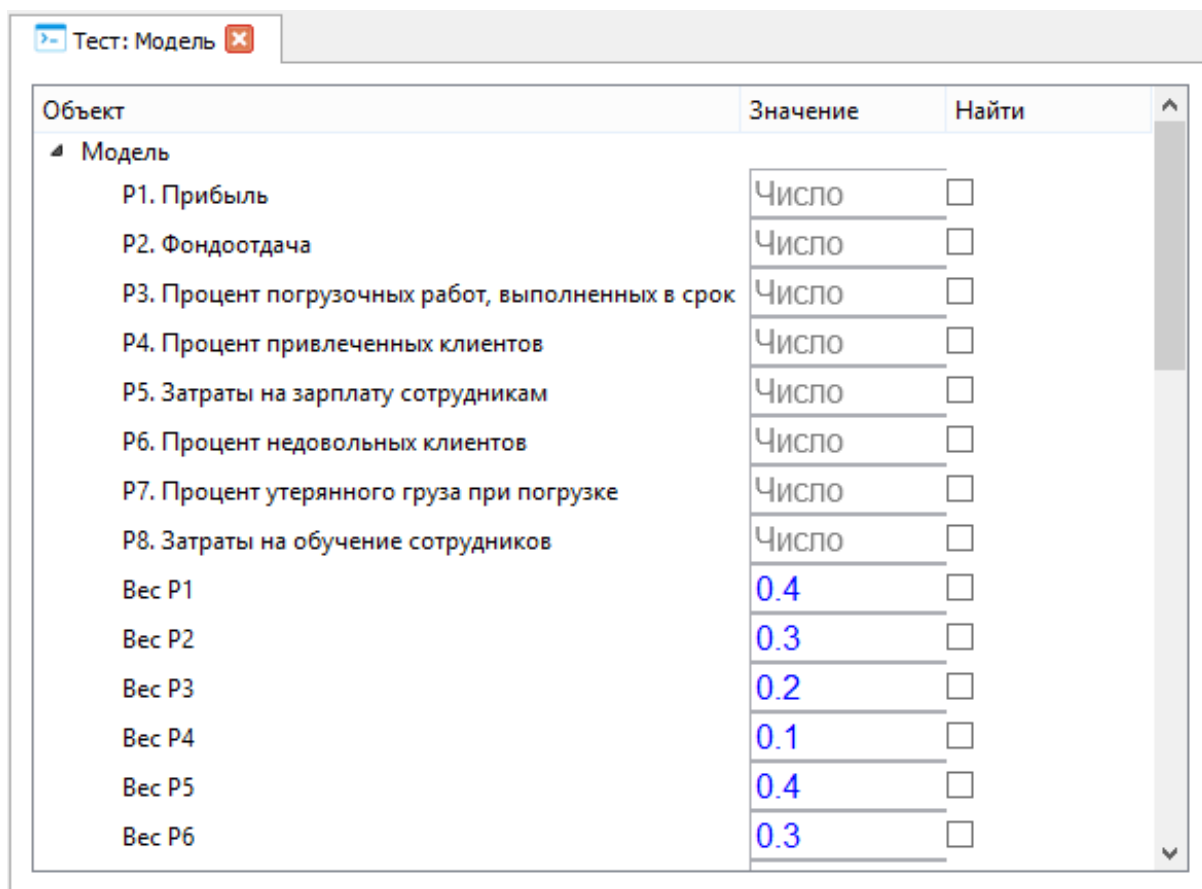 Тест: Модель
Объект Значение Найти
Модель
P1. Прибыль Число
P2. Фондоотдача Число
P3. Процент погрузочных работ, выполненных в срок Число
P4. Процент привлеченных клиентов Число
P5. Затраты на зарплату сотрудникам Число
P6. Процент недовольных клиентов Число
P7. Процент утерянного груза при погрузке Число
P8. Затраты на обучение сотрудников Число
Вес P1 0.4
Вес P2 0.3
Вес P3 0.2
Вес P4 0.1
Вес P5 0.4
Вес P6 0.3